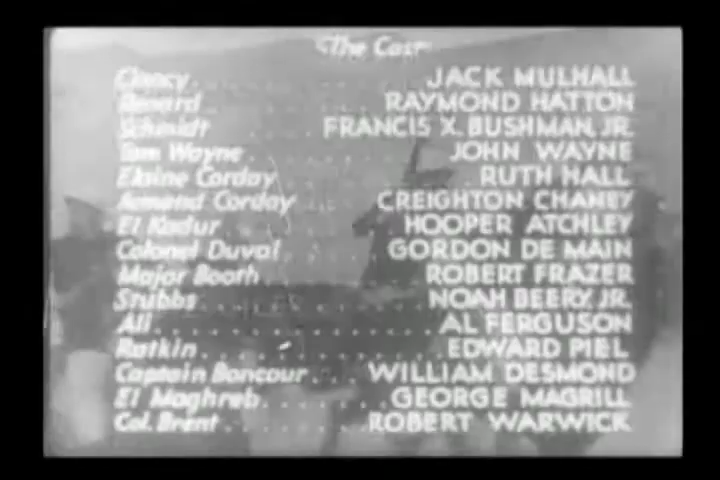 The Cast
Clancy . . . . . . . . JACK MULHALL
Renard . . . . . . . . RAYMOND HATTON
Schmidt . . . . . . FRANCIS X. BUSHMAN, JR.
Tom Wayne . . . . . . . . JOHN WAYNE
Elaine Corday . . . . . . . . RUTH HALL
Armand Corday . . . . CREIGHTON CHANEY
El Kadur . . . . . . . . HOOPER ATCHLEY
Colonel Duval . . . . . GORDON DE MAIN
Major Booth . . . . . . . . ROBERT FRAZER
Stubbs . . . . . . . . . . NOAH BEERY, JR.
Ali . . . . . . . . . . . . . . AL FERGUSON
Ratkin . . . . . . . . . . . . EDWARD PIEL
Captain Boncour . . . WILLIAM DESMOND
El Maghreb . . . . . . . GEORGE MAGRILL
Col. Brent . . . . . . . . ROBERT WARWICK